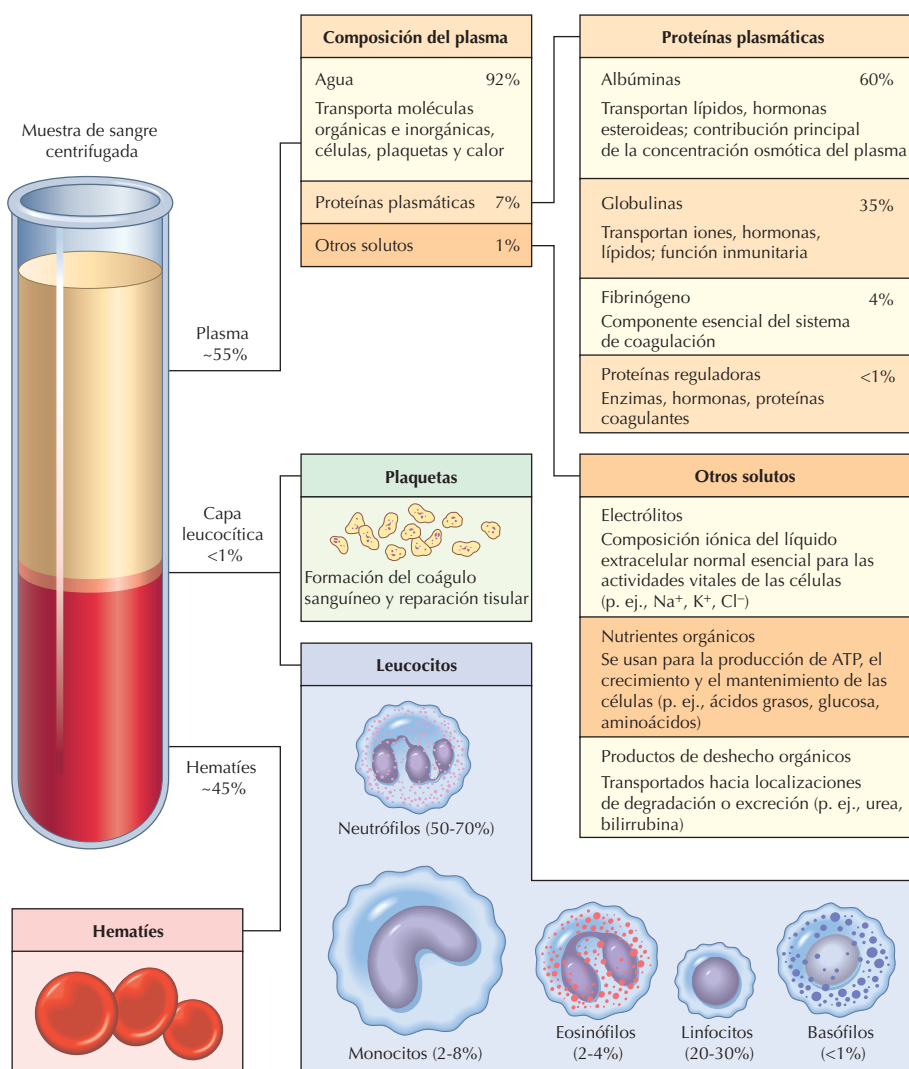 Muestra de sangre
centrifugada
Plasma
~55%
Capa
leucocítica
<1%
Hematíes
~45%
Composición del plasma
Agua 92%
Transporta moléculas
orgánicas e inorgánicas,
células, plaquetas y calor
Proteínas plasmáticas 7%
Otros solutos 1%
Proteínas plasmáticas
Albúminas 60%
Transportan lípidos, hormonas
esteroideas; contribución principal
de la concentración osmótica del plasma
Globulinas 35%
Transportan iones, hormonas,
lípidos; función inmunitaria
Fibrinógeno 4%
Componente esencial del sistema
de coagulación
Proteínas reguladoras <1%
Enzimas, hormonas, proteínas
coagulantes
Plaquetas
Formación del coágulo
sanguíneo y reparación tisular
Otros solutos
Electrólitos
Composición iónica del líquido
extracelular normal esencial para las
actividades vitales de las células
(p. ej., Na⁺, K⁺, Cl⁻)
Nutrientes orgánicos
Se usan para la producción de ATP, el
crecimiento y el mantenimiento de las
células (p. ej., ácidos grasos, glucosa,
aminoácidos)
Productos de deshecho orgánicos
Transportados hacia localizaciones
de degradación o excreción (p. ej., urea,
bilirrubina)
Leucocitos
Neutrófilos (50-70%)
Monocitos (2-8%)
Eosinófilos
(2-4%)
Linfocitos
(20-30%)
Basófilos
(<1%)
Hematíes